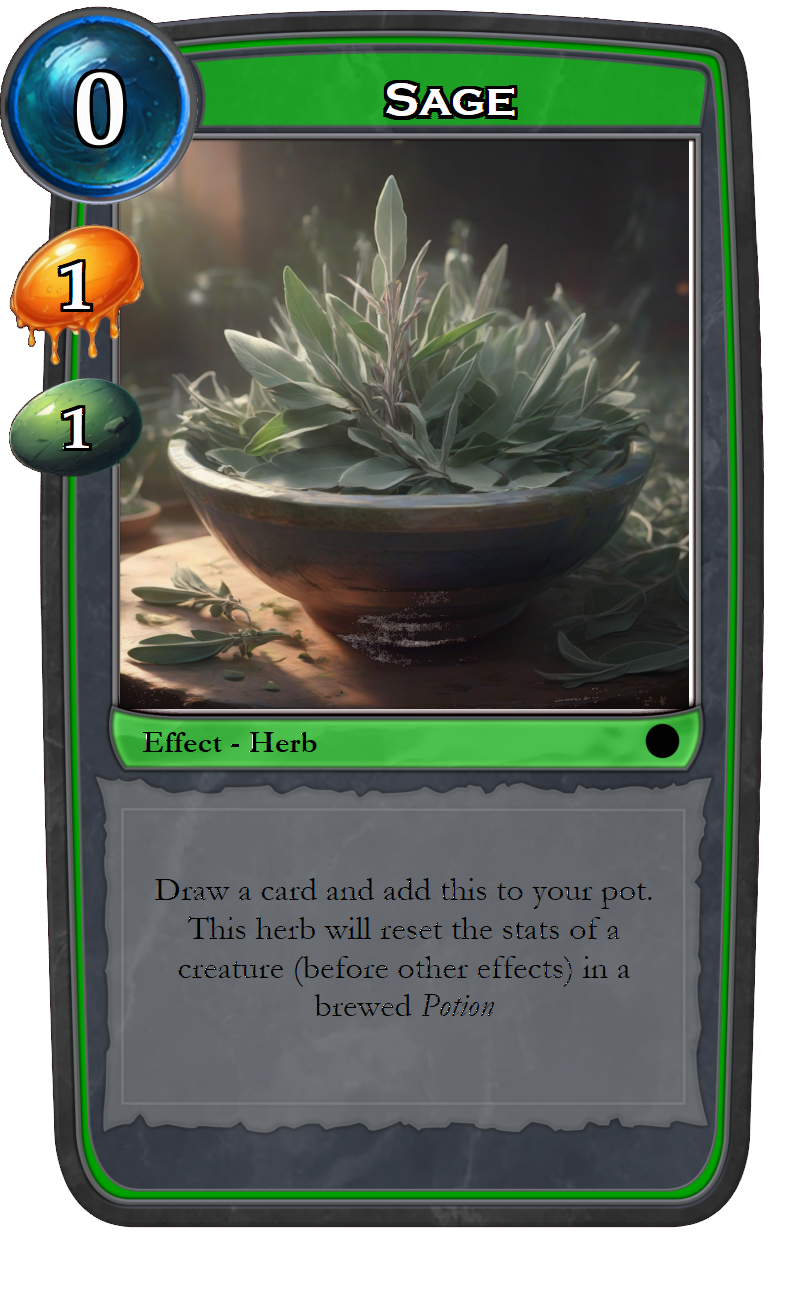 0
Sage
1
1
Effect - Herb
Draw a card and add this to your pot.
This herb will reset the stats of a
creature (before other effects) in a
brewed Potion